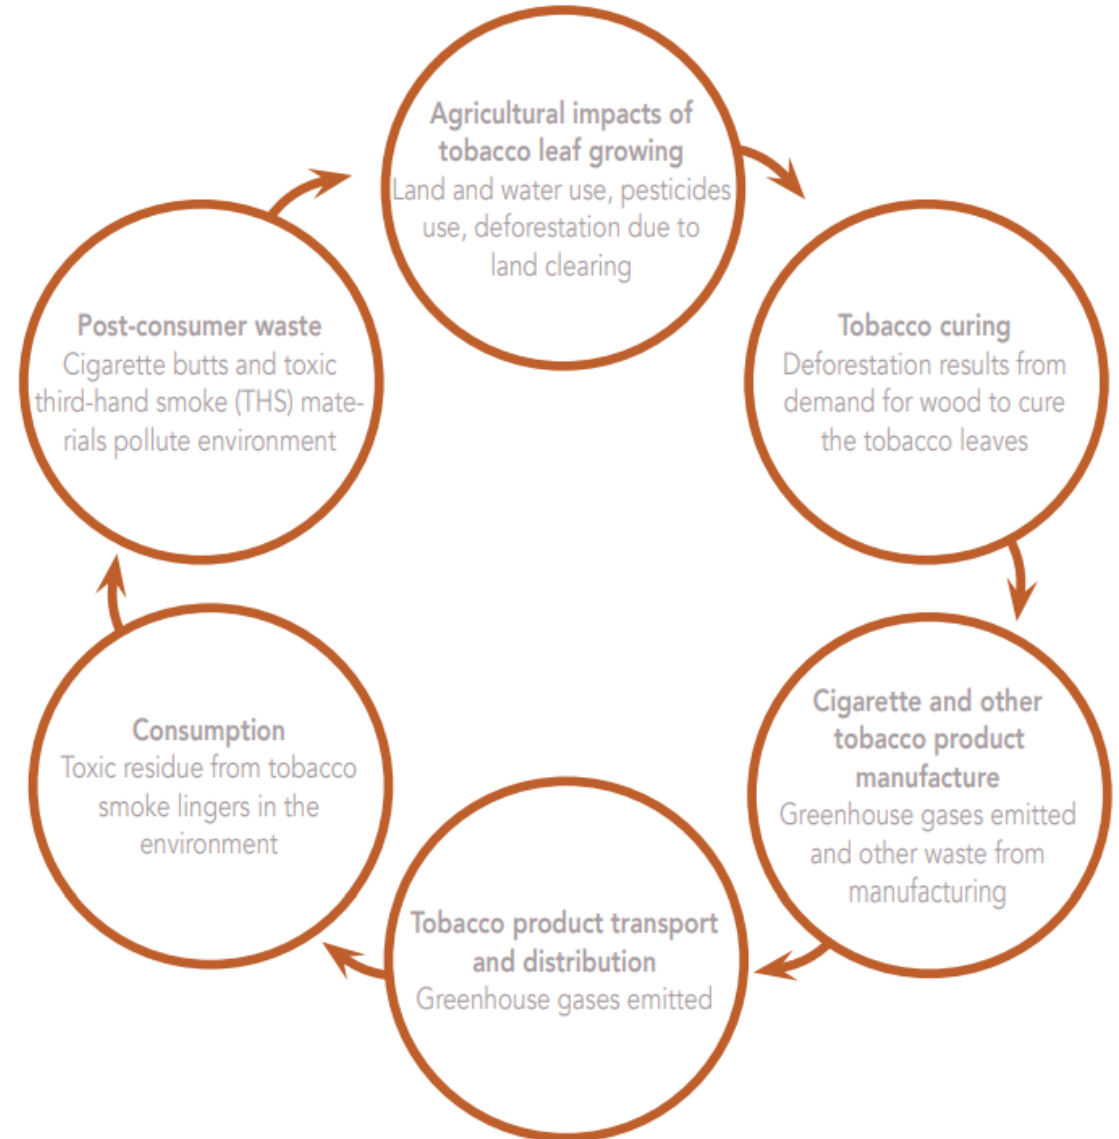 Agricultural impacts of
tobacco leaf growing
Land and water use, pesticides
use, deforestation due to
land clearing
Tobacco curing
Deforestation results from
demand for wood to cure
the tobacco leaves
Cigarette and other
tobacco product
manufacture
Greenhouse gases emitted
and other waste from
manufacturing
Tobacco product transport
and distribution
Greenhouse gases emitted
Consumption
Toxic residue from tobacco
smoke lingers in the
environment
Post-consumer waste
Cigarette butts and toxic
third-hand smoke (THS) mate-
rials pollute environment